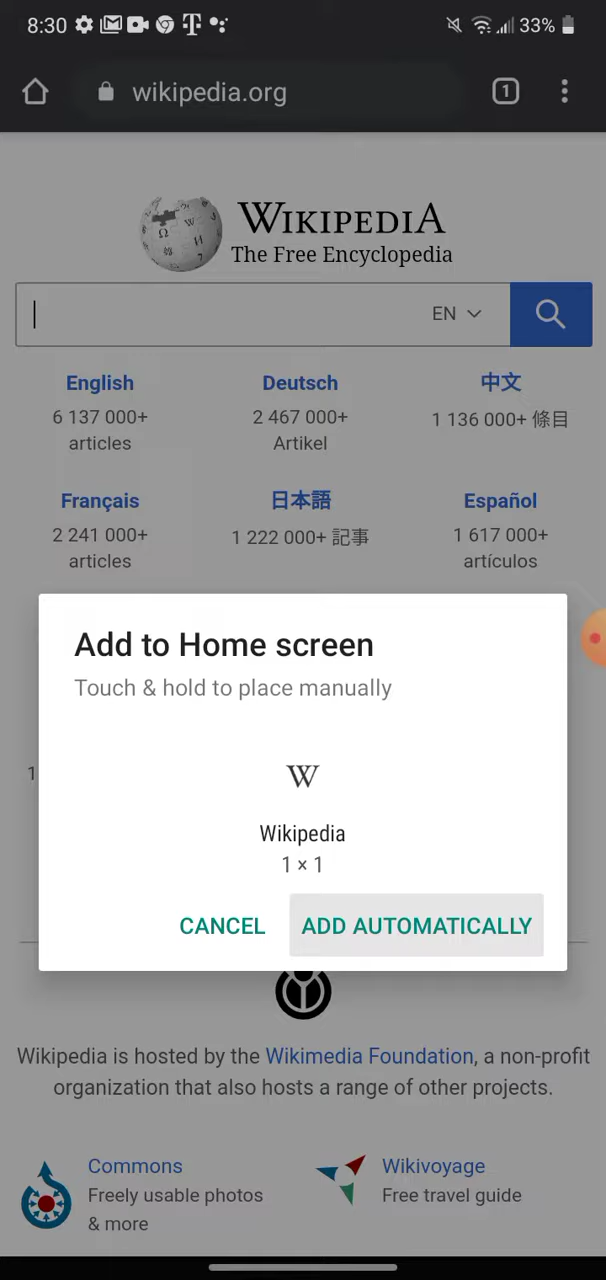 8:30 33%
wikipedia.org 1
WIKIPEDIA
The Free Encyclopedia
EN
English Deutsch 中文
6 137 000+ 2 467 000+ 1 136 000+ 條目
articles Artikel
Français 日本語 Español
2 241 000+ 1 222 000+ 記事 1 617 000+
articles artículos
Add to Home screen
Touch & hold to place manually
1
W
Wikipedia
1 × 1
CANCEL ADD AUTOMATICALLY
Wikipedia is hosted by the Wikimedia Foundation, a non-profit
organization that also hosts a range of other projects.
Commons Wikivoyage
Freely usable photos Free travel guide
& more